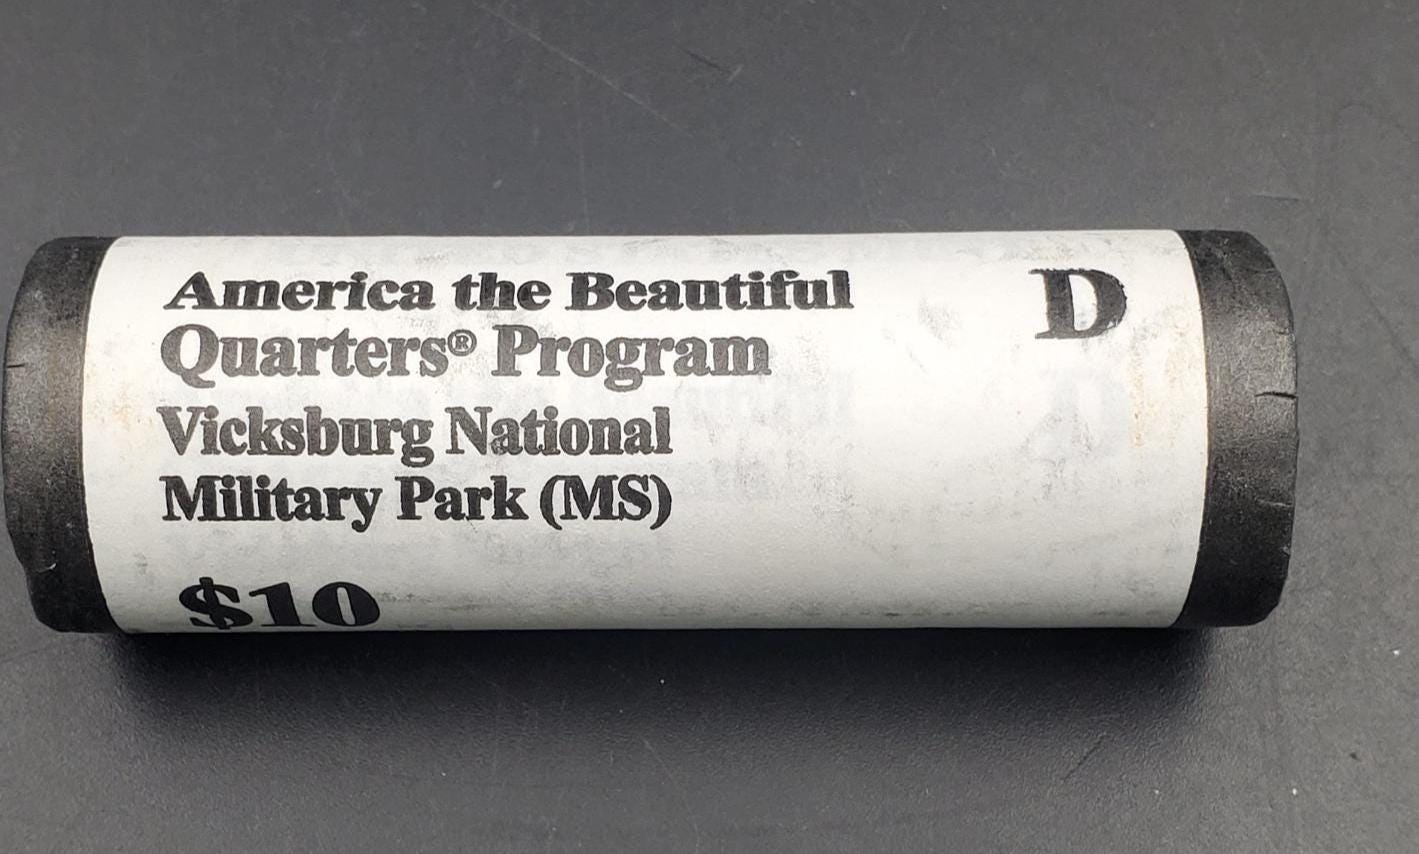 America the Beautiful
Quarters® Program
Vicksburg National
Military Park (MS)
$10
D